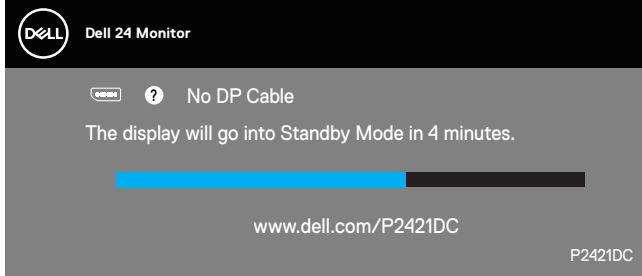 DELL
Dell 24 Monitor
? No DP Cable
The display will go into Standby Mode in 4 minutes.
www.dell.com/P2421DC
P2421DC